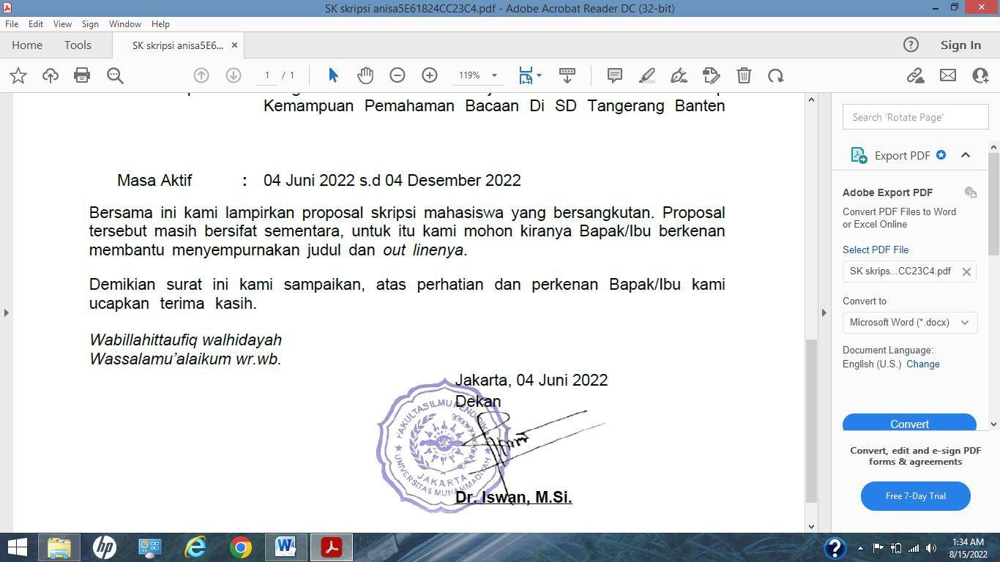 SK skripsi anisa5E61824CC23C4.pdf - Adobe Acrobat Reader DC (32-bit)
File Edit View Sign Window Help
Home Tools SK skripsi anisa5E6... × Sign In
1 / 1 119%
Kemampuan Pemahaman Bacaan Di SD Tangerang Banten
Masa Aktif : 04 Juni 2022 s.d 04 Desember 2022
Bersama ini kami lampirkan proposal skripsi mahasiswa yang bersangkutan. Proposal
tersebut masih bersifat sementara, untuk itu kami mohon kiranya Bapak/Ibu berkenan
membantu menyempurnakan judul dan out linenya.
Demikian surat ini kami sampaikan, atas perhatian dan perkenan Bapak/Ibu kami
ucapkan terima kasih.
Wabillahittaufiq walhidayah
Wassalamu’alaikum wr.wb.
Jakarta, 04 Juni 2022
Dekan
FAKULTAS ILMU PENDIDIK
JAKARTA
UNIVERSITAS MUHAMMADIYAH
Dr. Iswan, M.Si.
Search 'Rotate Page'
Export PDF
Adobe Export PDF
Convert PDF Files to Word
or Excel Online
Select PDF File
SK skrips...CC23C4.pdf
Convert to
Microsoft Word (*.docx)
Document Language:
English (U.S.) Change
Convert
Convert, edit and e-sign PDF
forms & agreements
Free 7-Day Trial
hp
1:34 AM
8/15/2022